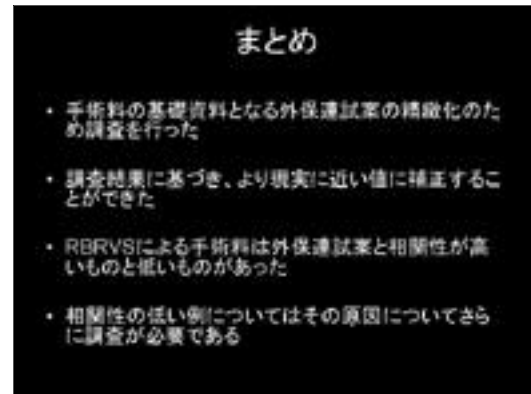 まとめ
・ 手術料の基礎資料となる外保連試案の精緻化のた
め調査を行った
・ 調査結果に基づき、より現実に近い値に補正するこ
とができた
・ RBRVSによる手術料は外保連試案と相関性が高
いものと低いものがあった
・ 相関性の低い例についてはその原因についてさら
に調査が必要である